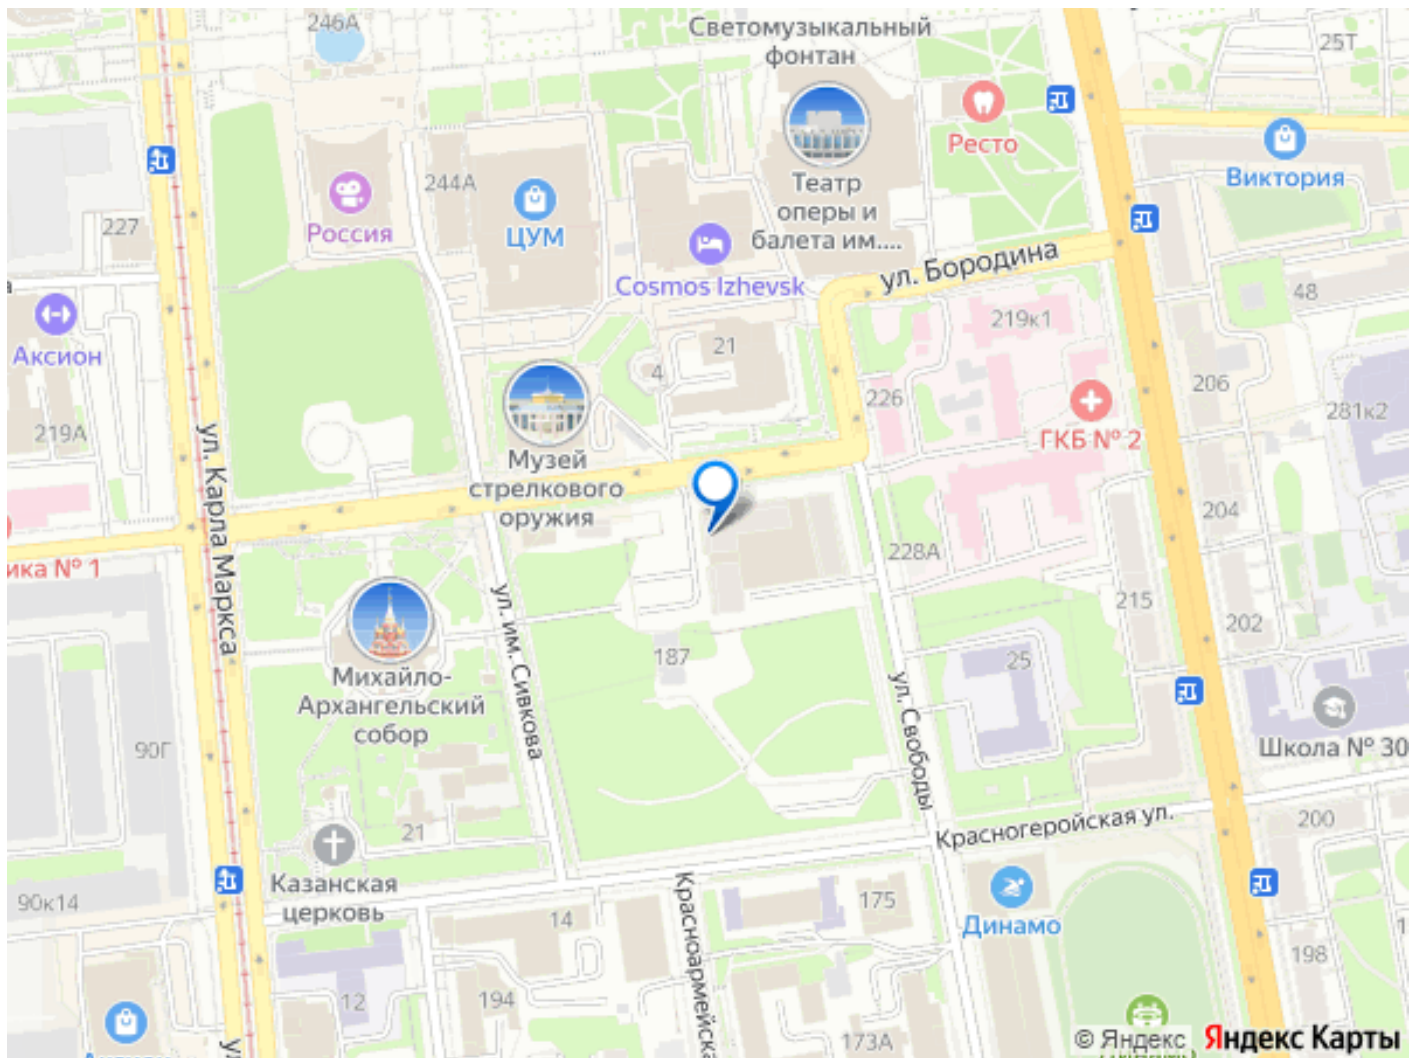 246А
Светомузыкальный
фонтан
25Т
Ресто
Виктория
244А
Театр
оперы и
балета им....
227
Россия
ЦУМ
ул. Бородина
Cosmos Izhevsk
48
219к1
Аксион
21
4
206
226
281к2
219А
ГКБ № 2
Музей
стрелкового
оружия
ул. Карла Маркса
204
228А
ика № 1
ул. им. Сивкова
215
202
187
25
Михайло-
Архангельский
собор
ул. Свободы
90Г
Школа № 30
21
Красногеройская ул.
200
Казанская
церковь
90к14
14
Красноармейска
175
Динамо
198
12
194
173А
© Яндекс
Яндекс Карты